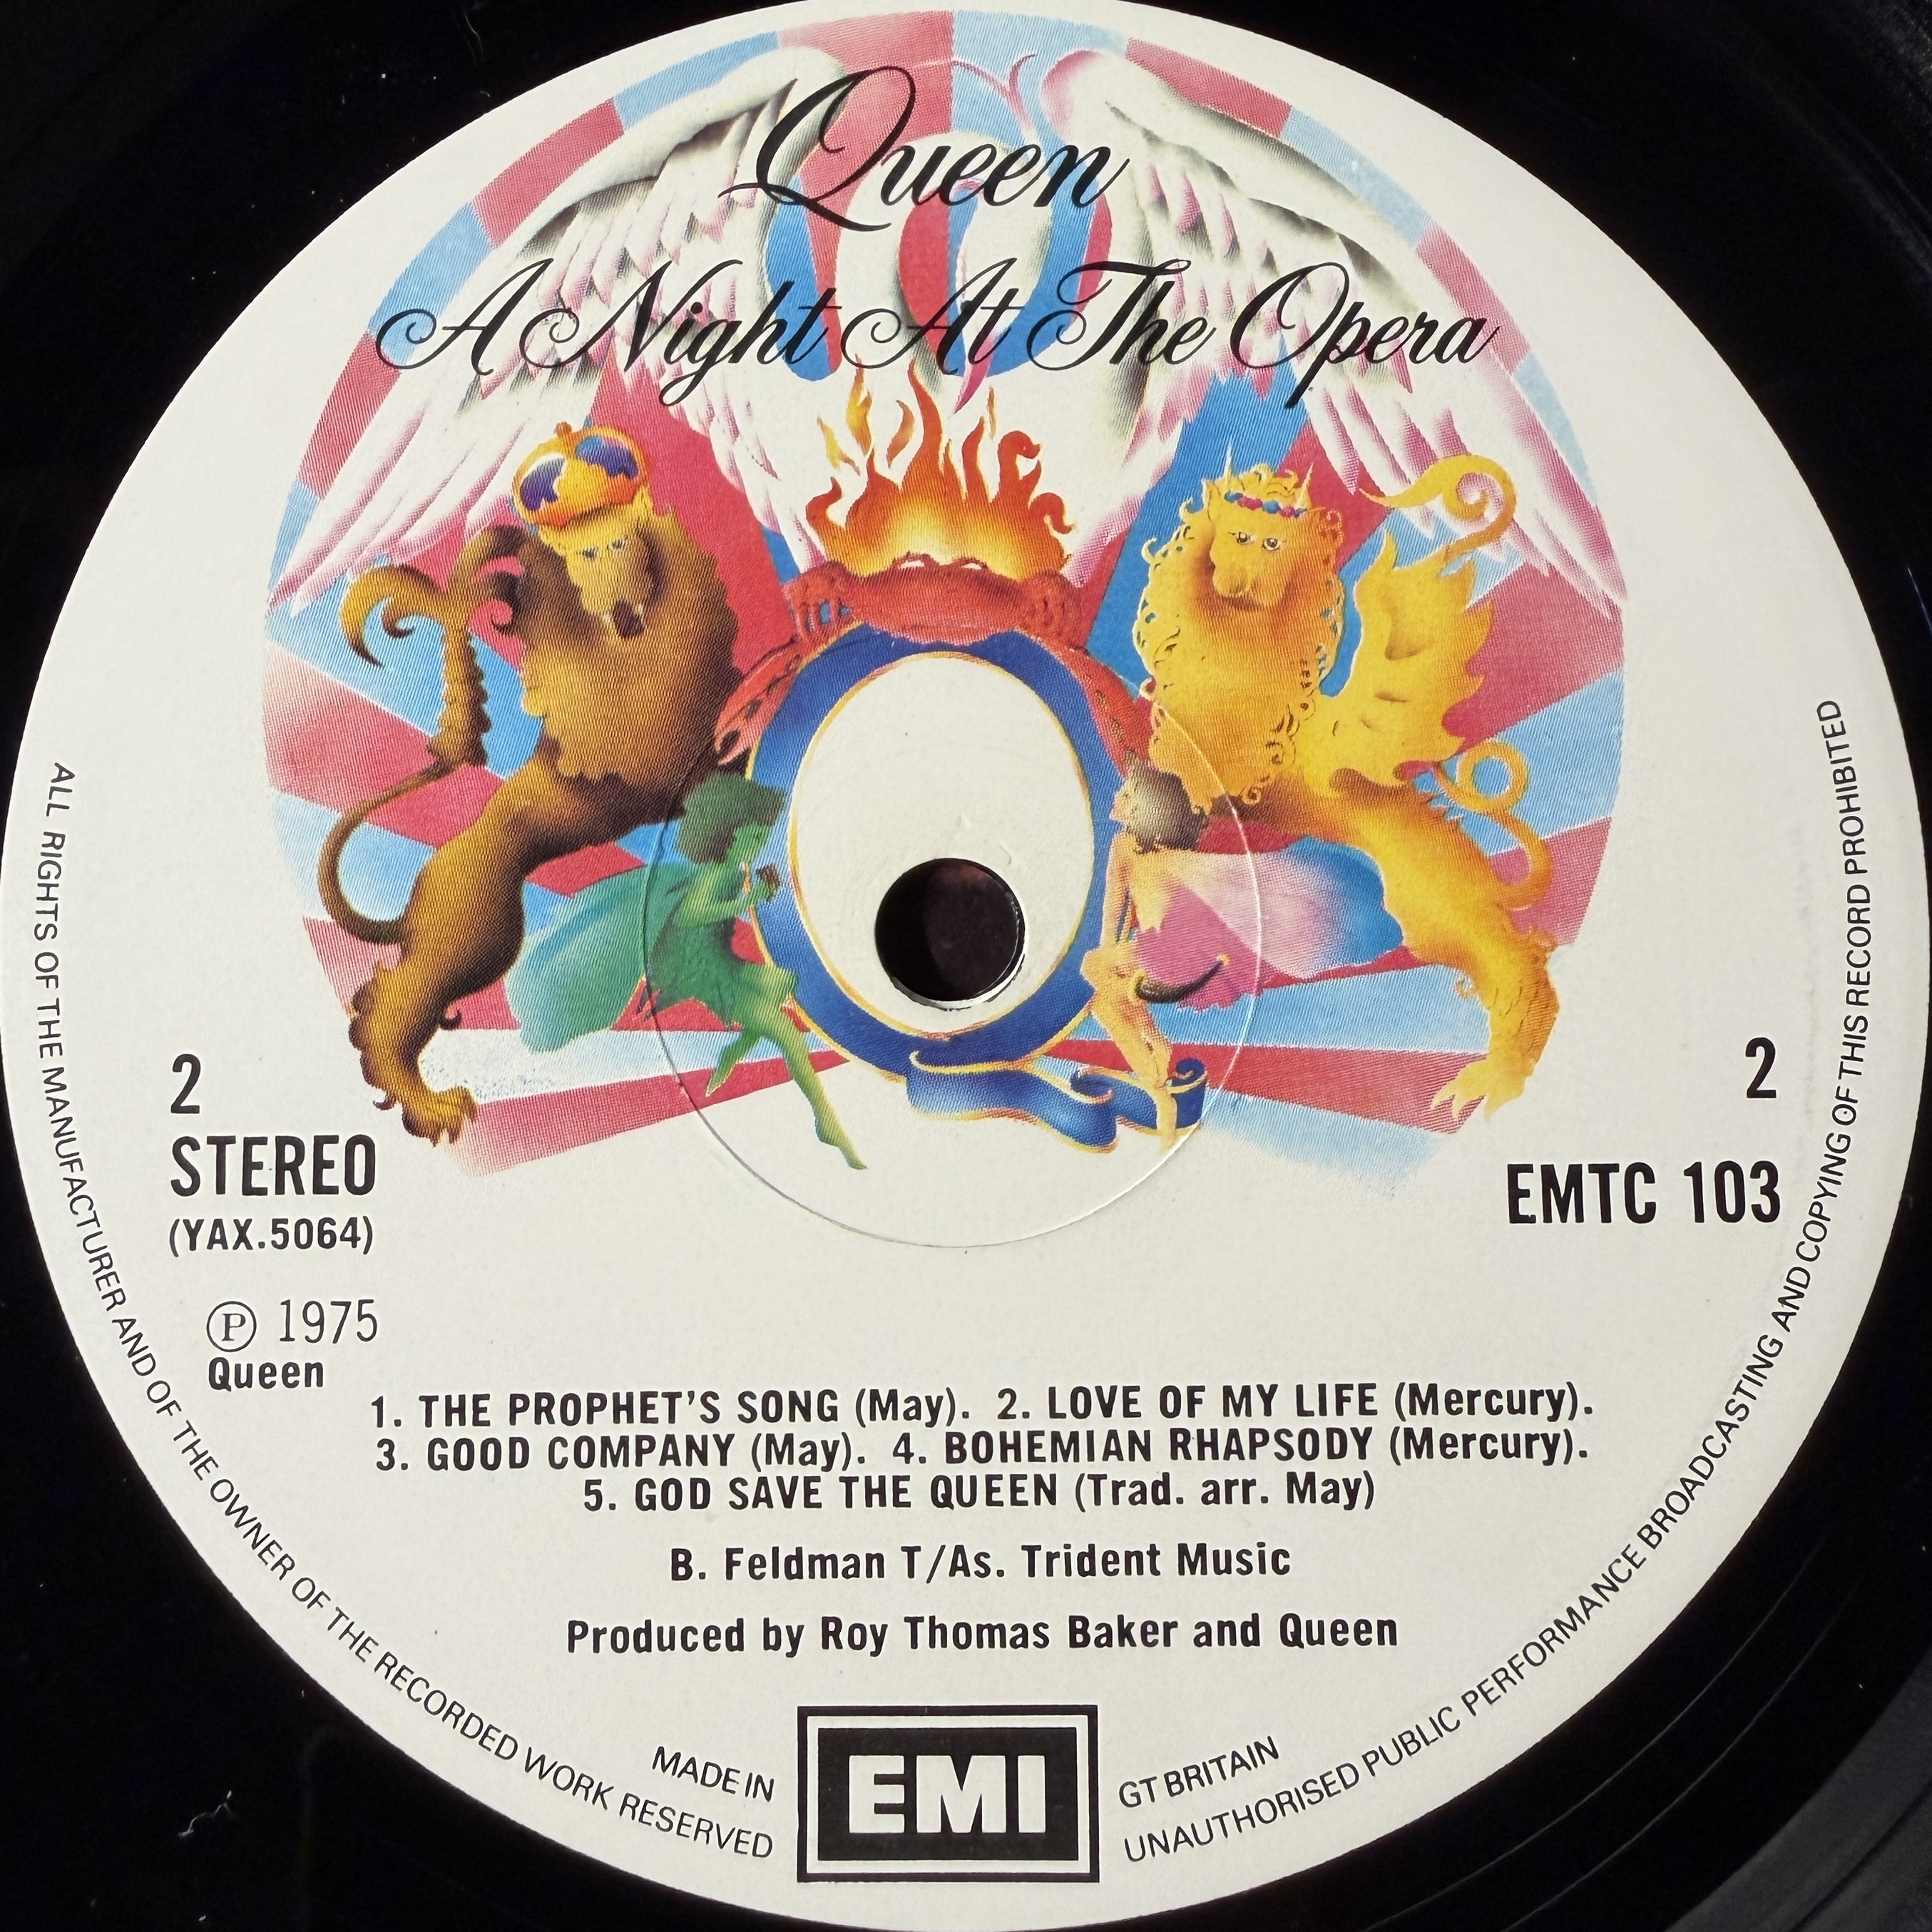 Queen
A Night At The Opera
2
STEREO
(YAX.5064)
2
EMTC 103
Ⓟ 1975
Queen
1. THE PROPHET'S SONG (May). 2. LOVE OF MY LIFE (Mercury).
3. GOOD COMPANY (May). 4. BOHEMIAN RHAPSODY (Mercury).
5. GOD SAVE THE QUEEN (Trad. arr. May)
B. Feldman T/As. Trident Music
Produced by Roy Thomas Baker and Queen
MADE IN
EMI
GT BRITAIN
ALL RIGHTS OF THE MANUFACTURER AND OF THE OWNER OF THE RECORDED WORK RESERVED
UNAUTHORISED PUBLIC PERFORMANCE BROADCASTING AND COPYING OF THIS RECORD PROHIBITED